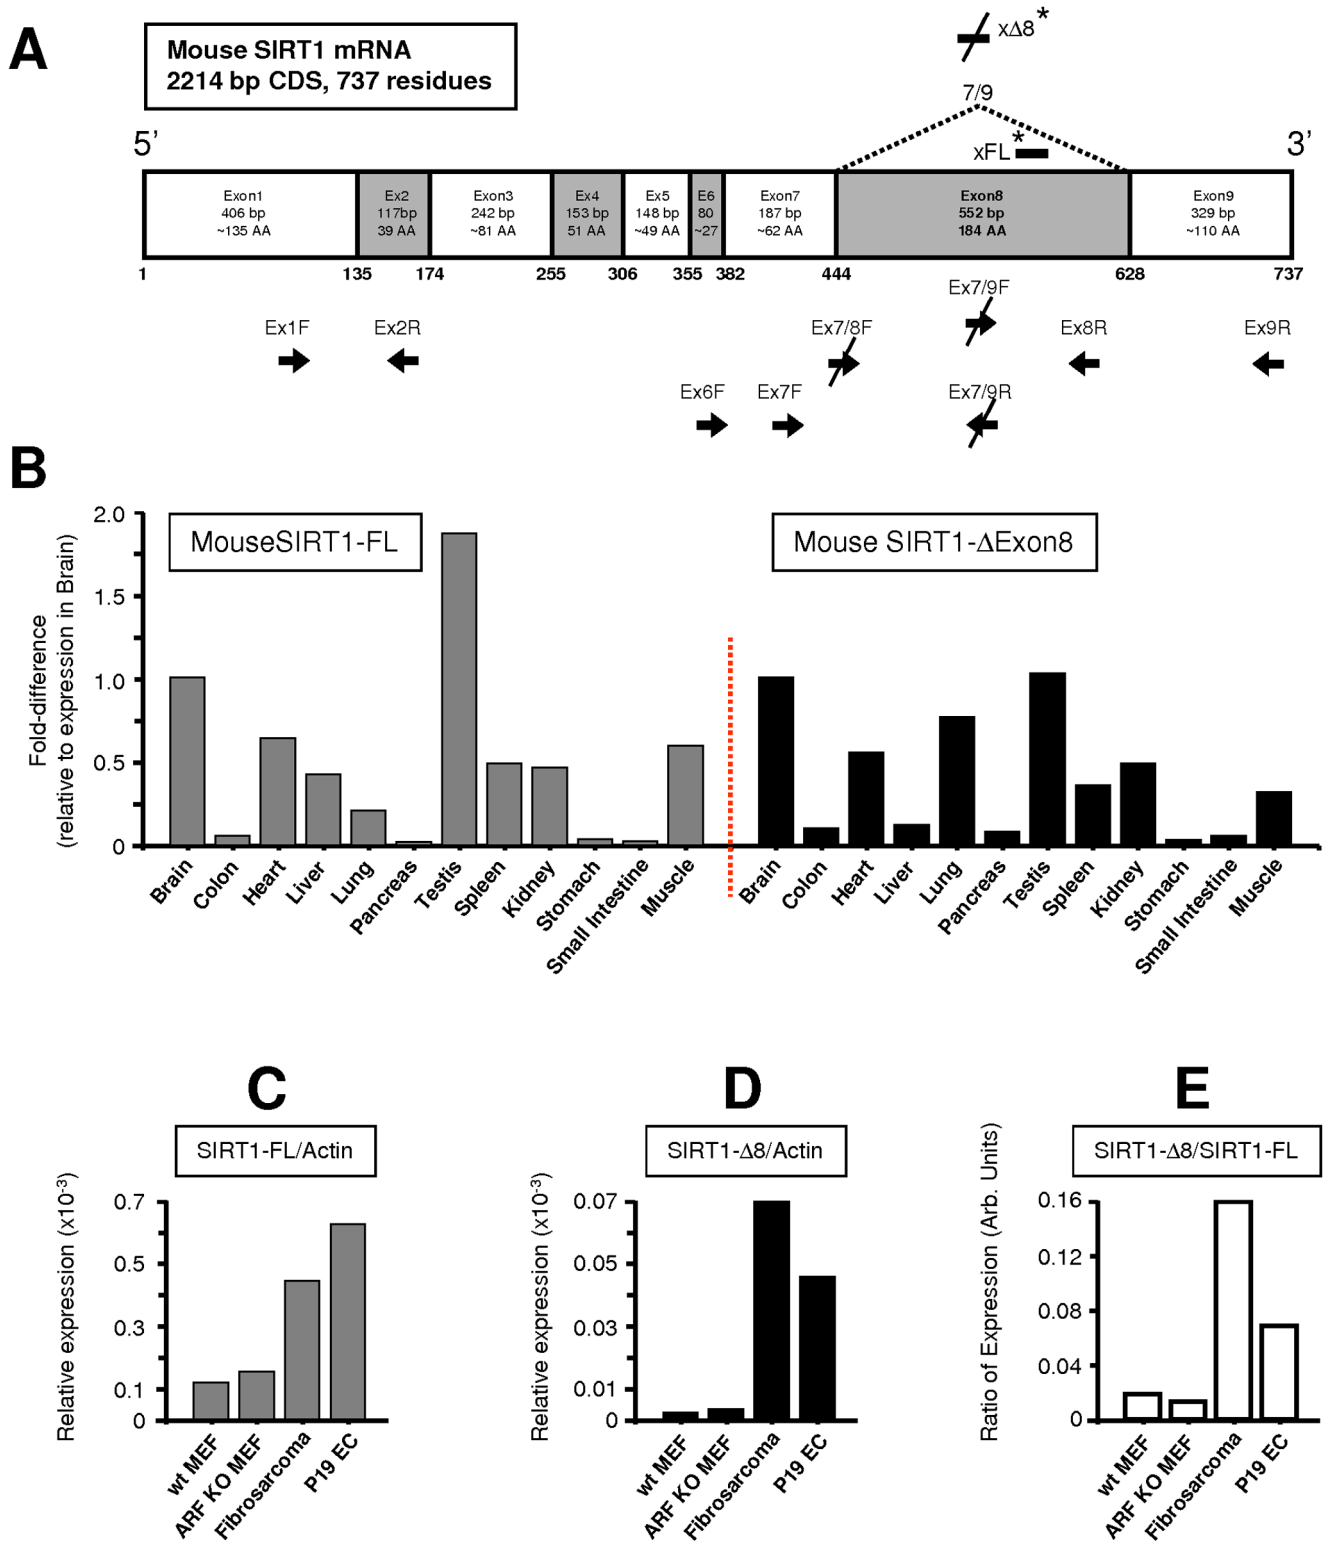 A
Mouse SIRT1 mRNA
2214 bp CDS, 737 residues
xΔ8*
7/9
5’
*
xFL
3’
Exon1
406 bp
~135 AA
Ex2
117bp
39 AA
Exon3
242 bp
~81 AA
Ex4
153 bp
51 AA
Ex5
148 bp
~49 AA
E6
80
~27
Exon7
187 bp
~62 AA
Exon8
552 bp
184 AA
Exon9
329 bp
~110 AA
1 135 174 255 306 355 382 444 628 737
Ex7/9F
Ex1F Ex2R Ex7/8F Ex8R Ex9R
Ex6F Ex7F Ex7/9R
B
Fold-difference
(relative to expression in Brain)
2.0
1.5
1.0
0.5
0
MouseSIRT1-FL
Mouse SIRT1-ΔExon8
Brain
Colon
Heart
Liver
Lung
Pancreas
Testis
Spleen
Kidney
Stomach
Small Intestine
Muscle
Brain
Colon
Heart
Liver
Lung
Pancreas
Testis
Spleen
Kidney
Stomach
Small Intestine
Muscle
C
SIRT1-FL/Actin
Relative expression (x10⁻³)
0.7
0.5
0.3
0.1
0
wt MEF
ARF KO MEF
Fibrosarcoma
P19 EC
D
SIRT1-Δ8/Actin
Relative expression (x10⁻³)
0.07
0.05
0.03
0.01
0
wt MEF
ARF KO MEF
Fibrosarcoma
P19 EC
E
SIRT1-Δ8/SIRT1-FL
Ratio of Expression (Arb. Units)
0.16
0.12
0.08
0.04
0
wt MEF
ARF KO MEF
Fibrosarcoma
P19 EC